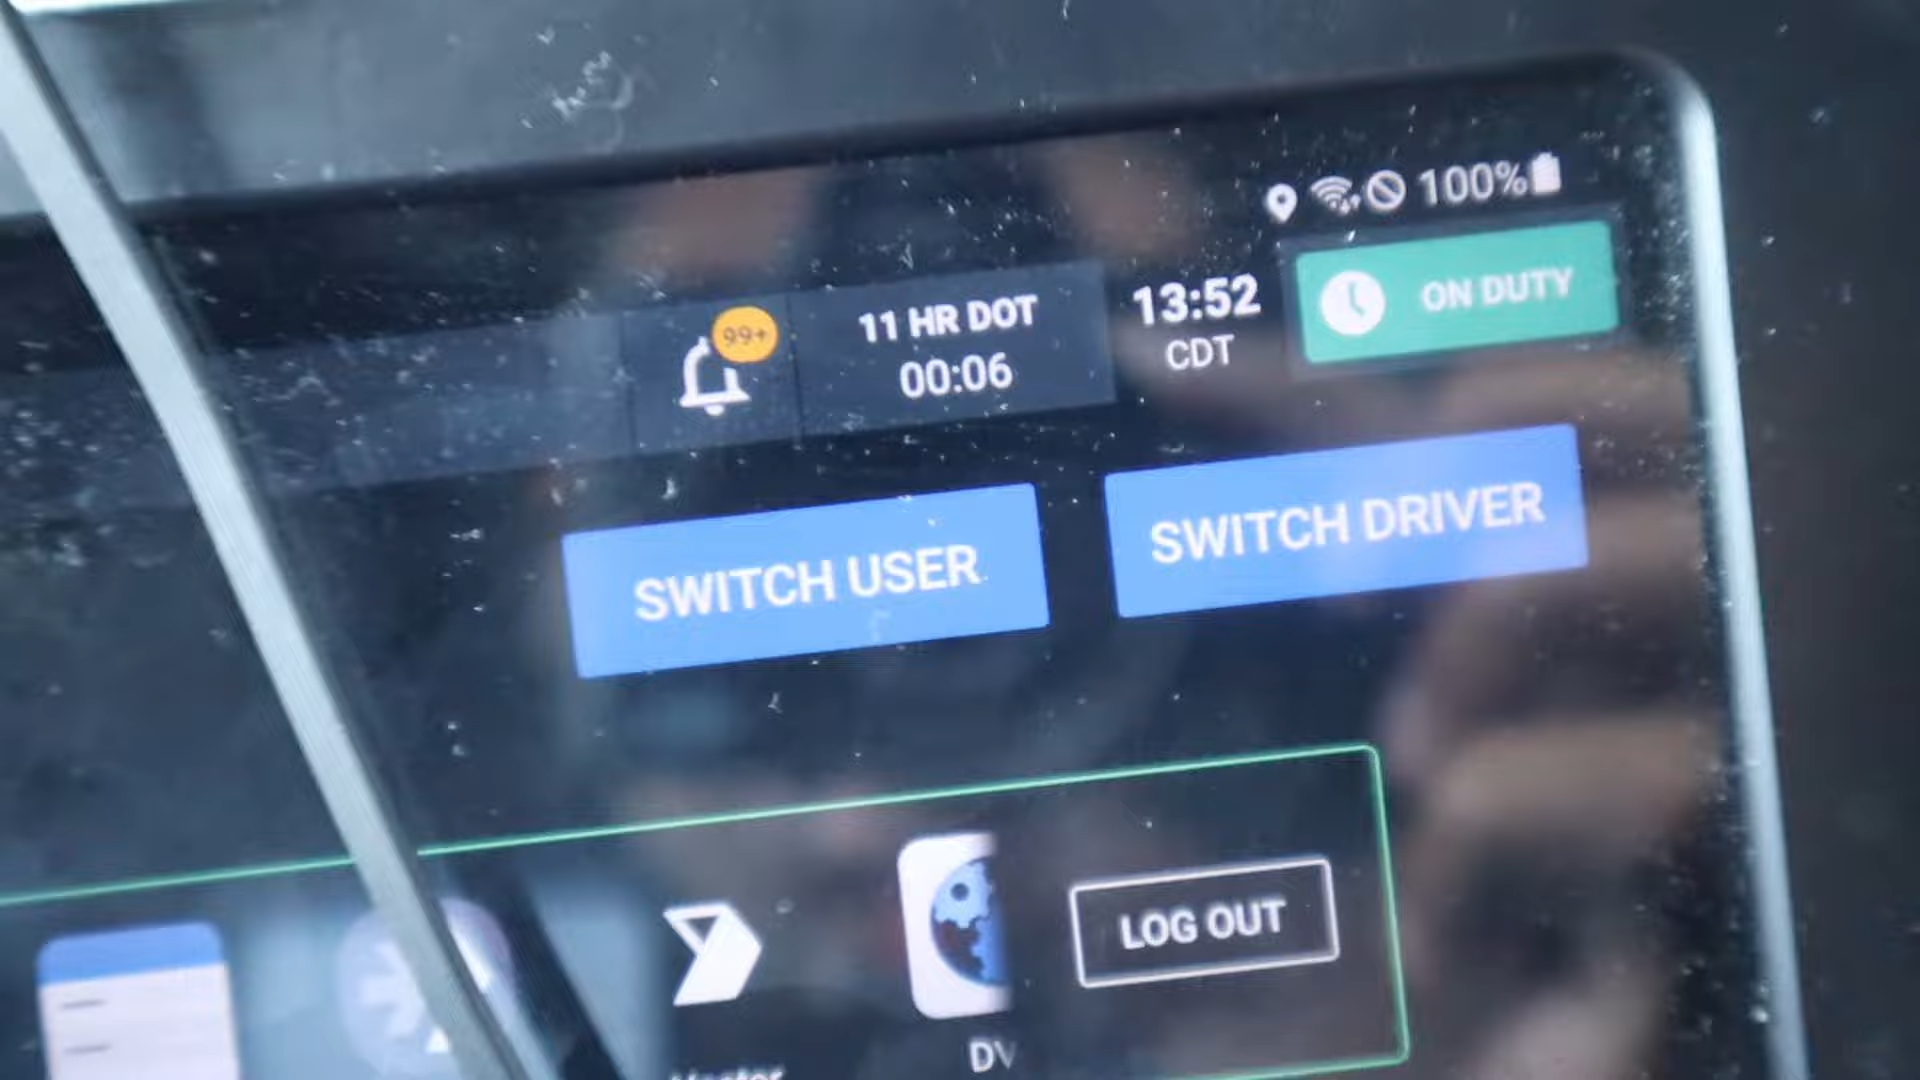 100%
99+
11 HR DOT
00:06
13:52
CDT
ON DUTY
SWITCH USER
SWITCH DRIVER
LOG OUT
DV